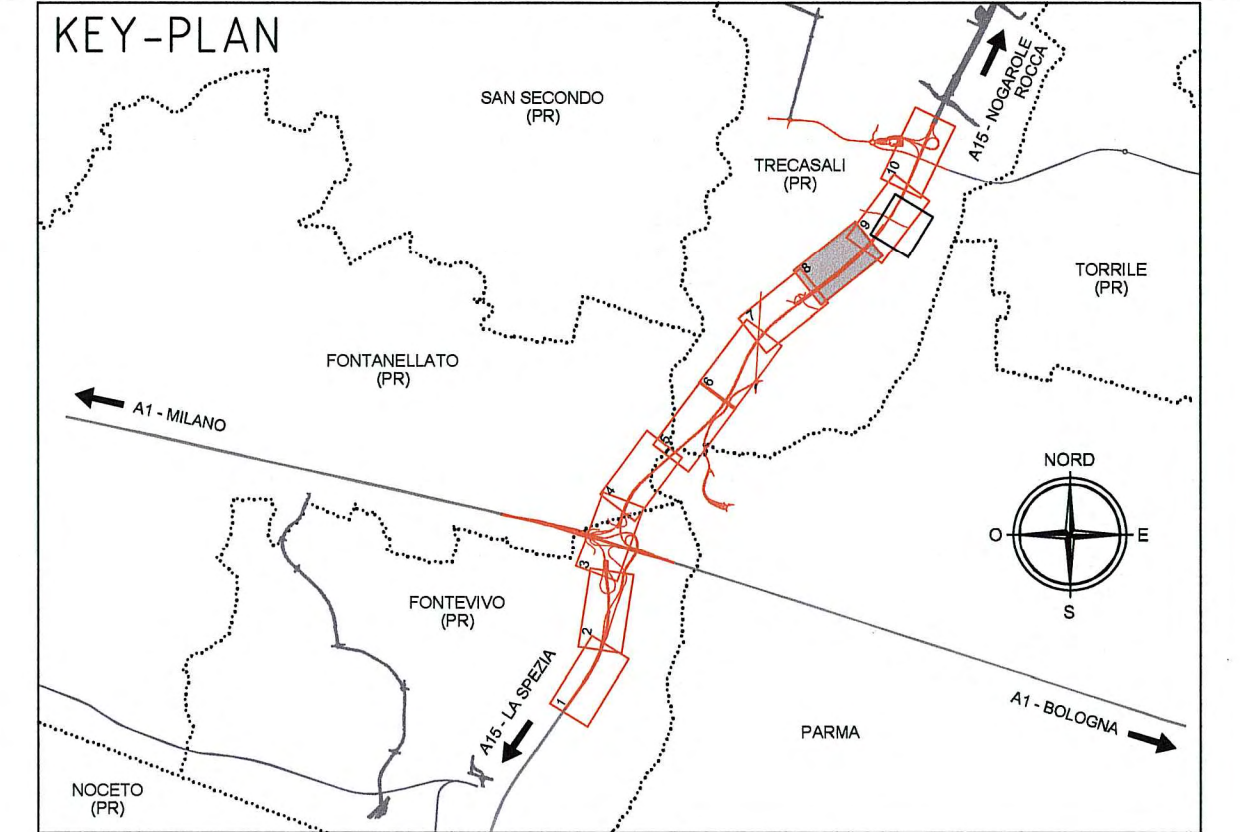 KEY-PLAN
SAN SECONDO
(PR)
A15 - NOGAROLE
ROCCA
TRECASALI
(PR)
10
9
8
TORRILE
(PR)
7
FONTANELLATO
(PR)
6
A1 - MILANO
5
NORD
4
O
E
S
3
FONTEVIVO
(PR)
2
A15 - LA SPEZIA
1
A1 - BOLOGNA
PARMA
NOCETO
(PR)